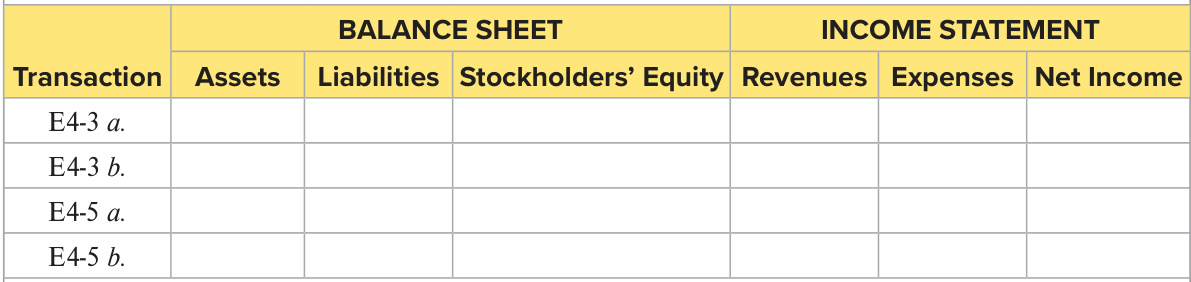 BALANCE SHEET INCOME STATEMENT
Transaction Assets Liabilities Stockholders’ Equity Revenues Expenses Net Income
E4-3 a.
E4-3 b.
E4-5 a.
E4-5 b.